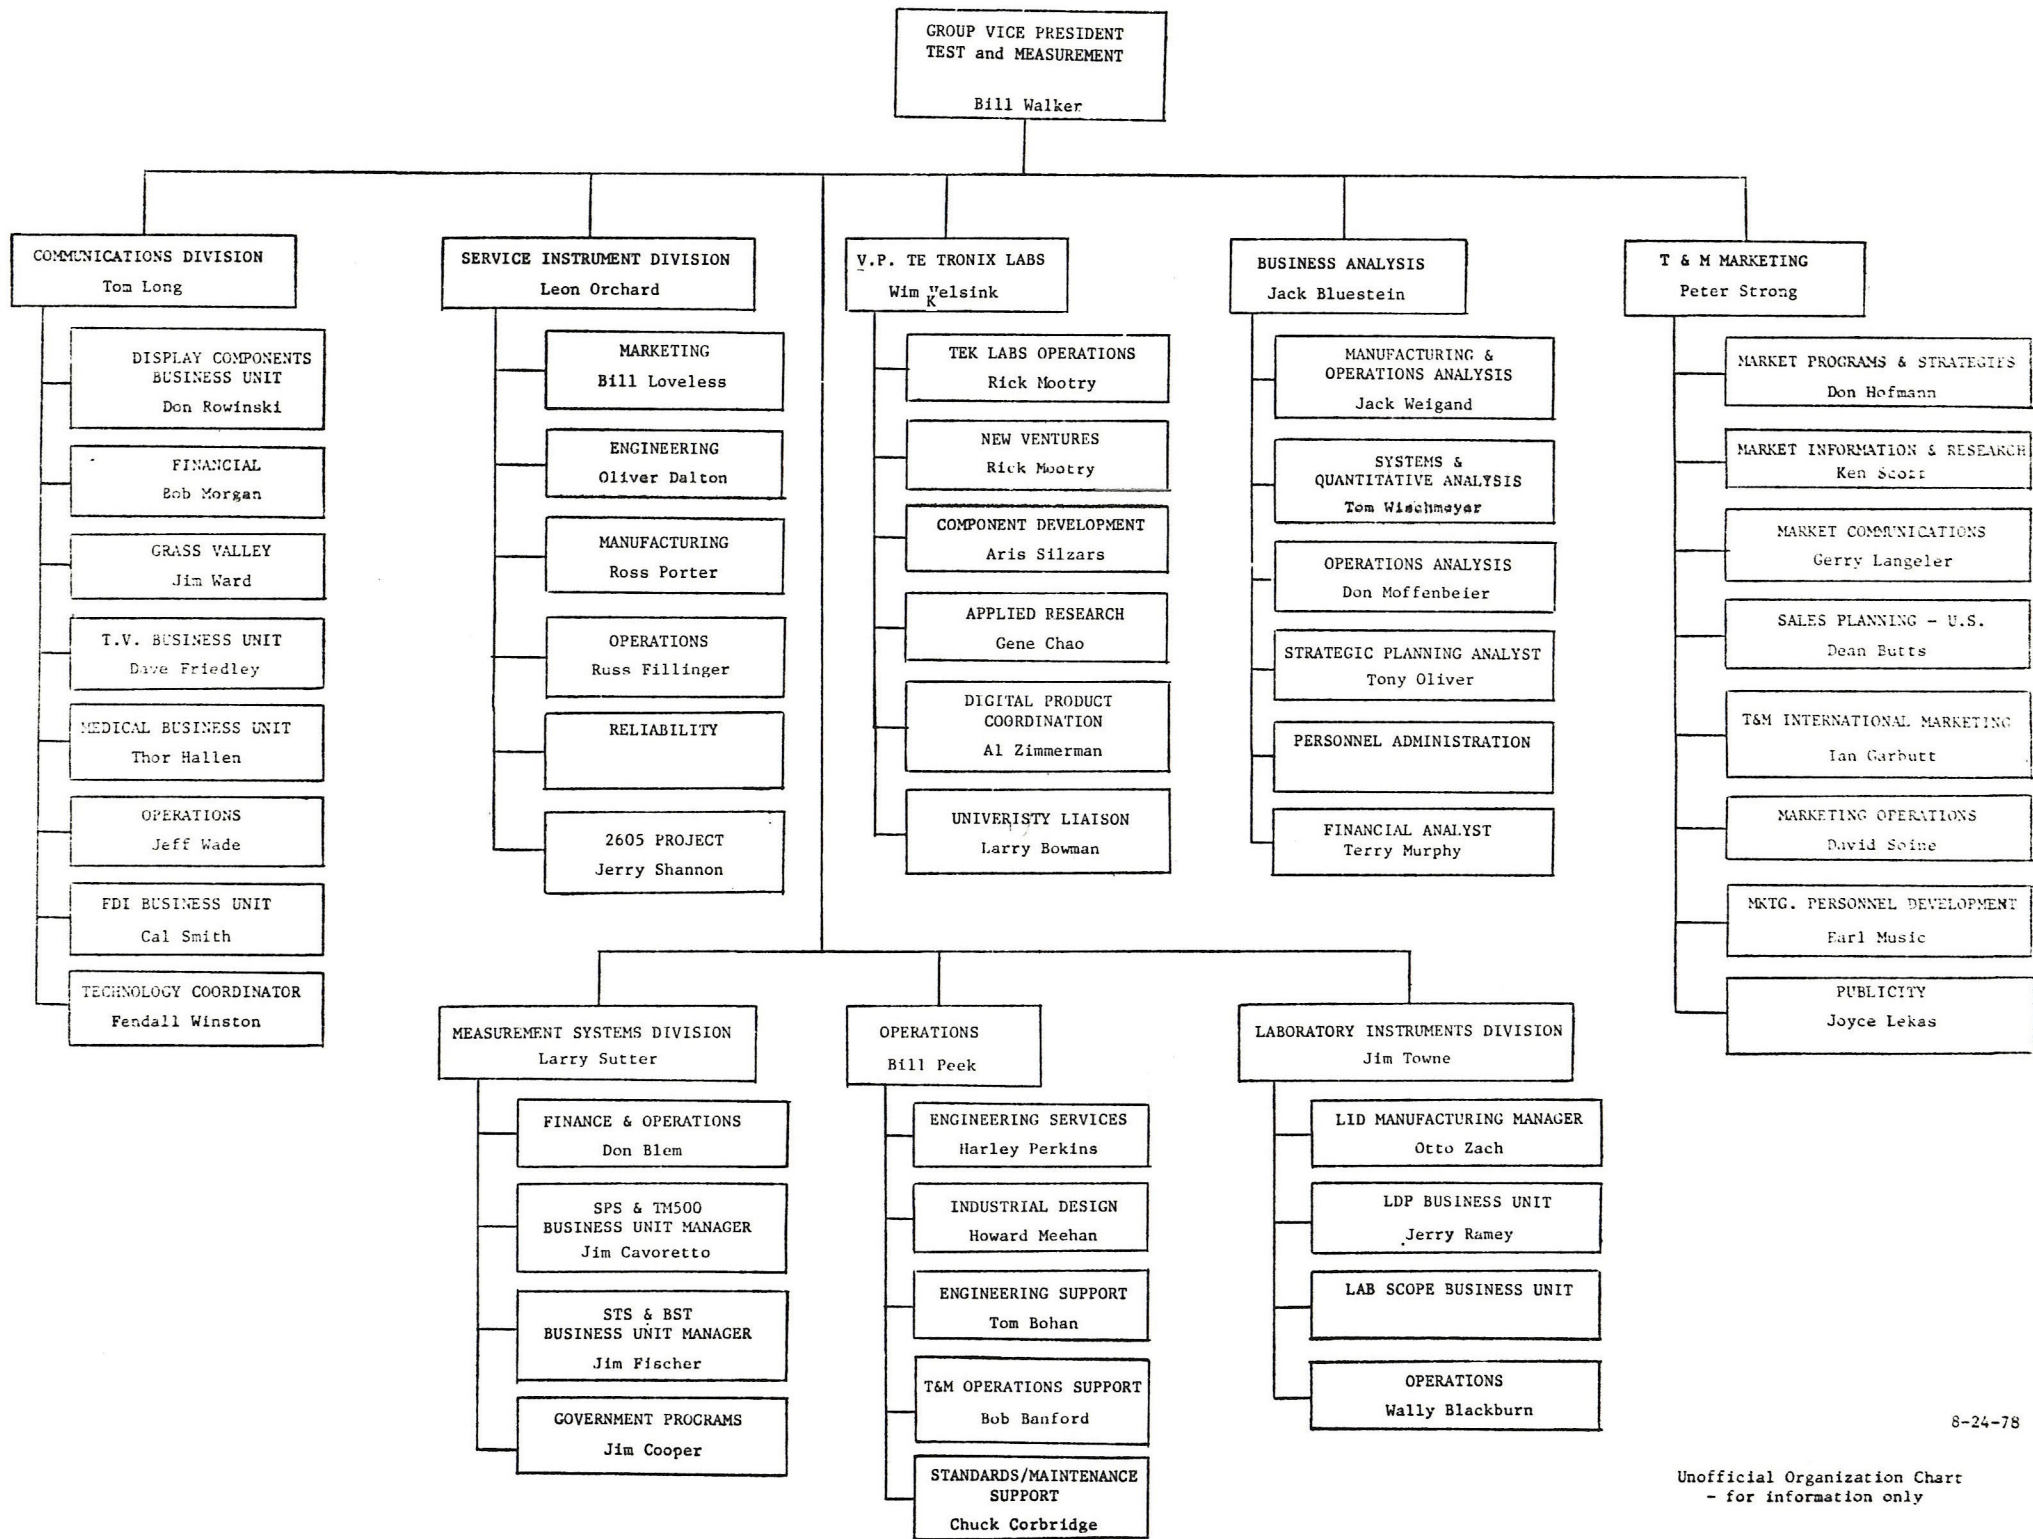 GROUP VICE PRESIDENT
TEST and MEASUREMENT
Bill Walker
COMMUNICATIONS DIVISION
Tom Long
DISPLAY COMPONENTS
BUSINESS UNIT
Don Rowinski
FINANCIAL
Bob Morgan
GRASS VALLEY
Jim Ward
T.V. BUSINESS UNIT
Dave Friedley
MEDICAL BUSINESS UNIT
Thor Hallen
OPERATIONS
Jeff Wade
FDI BUSINESS UNIT
Cal Smith
TECHNOLOGY COORDINATOR
Fendall Winston
SERVICE INSTRUMENT DIVISION
Leon Orchard
MARKETING
Bill Loveless
ENGINEERING
Oliver Dalton
MANUFACTURING
Ross Porter
OPERATIONS
Russ Fillinger
RELIABILITY
2605 PROJECT
Jerry Shannon
V.P. TE TRONIX LABS
Wim Velsink
K
TEK LABS OPERATIONS
Rick Mootry
NEW VENTURES
Rick Mootry
COMPONENT DEVELOPMENT
Aris Silzars
APPLIED RESEARCH
Gene Chao
DIGITAL PRODUCT
COORDINATION
Al Zimmerman
UNIVERISTY LIAISON
Larry Bowman
BUSINESS ANALYSIS
Jack Bluestein
MANUFACTURING &
OPERATIONS ANALYSIS
Jack Weigand
SYSTEMS &
QUANTITATIVE ANALYSIS
Tom Wischmeyer
OPERATIONS ANALYSIS
Don Moffenbeier
STRATEGIC PLANNING ANALYST
Tony Oliver
PERSONNEL ADMINISTRATION
FINANCIAL ANALYST
Terry Murphy
T & M MARKETING
Peter Strong
MARKET PROGRAMS & STRATEGIES
Don Hofmann
MARKET INFORMATION & RESEARCH
Ken Scott
MARKET COMMUNICATIONS
Gerry Langeler
SALES PLANNING - U.S.
Dean Butts
T&M INTERNATIONAL MARKETING
Ian Garbutt
MARKETING OPERATIONS
David Soine
MKTG. PERSONNEL DEVELOPMENT
Earl Music
PUBLICITY
Joyce Lekas
MEASUREMENT SYSTEMS DIVISION
Larry Sutter
FINANCE & OPERATIONS
Don Blem
SPS & TM500
BUSINESS UNIT MANAGER
Jim Cavoretto
STS & BST
BUSINESS UNIT MANAGER
Jim Fischer
GOVERNMENT PROGRAMS
Jim Cooper
OPERATIONS
Bill Peek
ENGINEERING SERVICES
Harley Perkins
INDUSTRIAL DESIGN
Howard Meehan
ENGINEERING SUPPORT
Tom Bohan
T&M OPERATIONS SUPPORT
Bob Banford
STANDARDS/MAINTENANCE
SUPPORT
Chuck Corbridge
LABORATORY INSTRUMENTS DIVISION
Jim Towne
LID MANUFACTURING MANAGER
Otto Zach
LDP BUSINESS UNIT
Jerry Ramey
LAB SCOPE BUSINESS UNIT
OPERATIONS
Wally Blackburn
8-24-78
Unofficial Organization Chart
- for information only